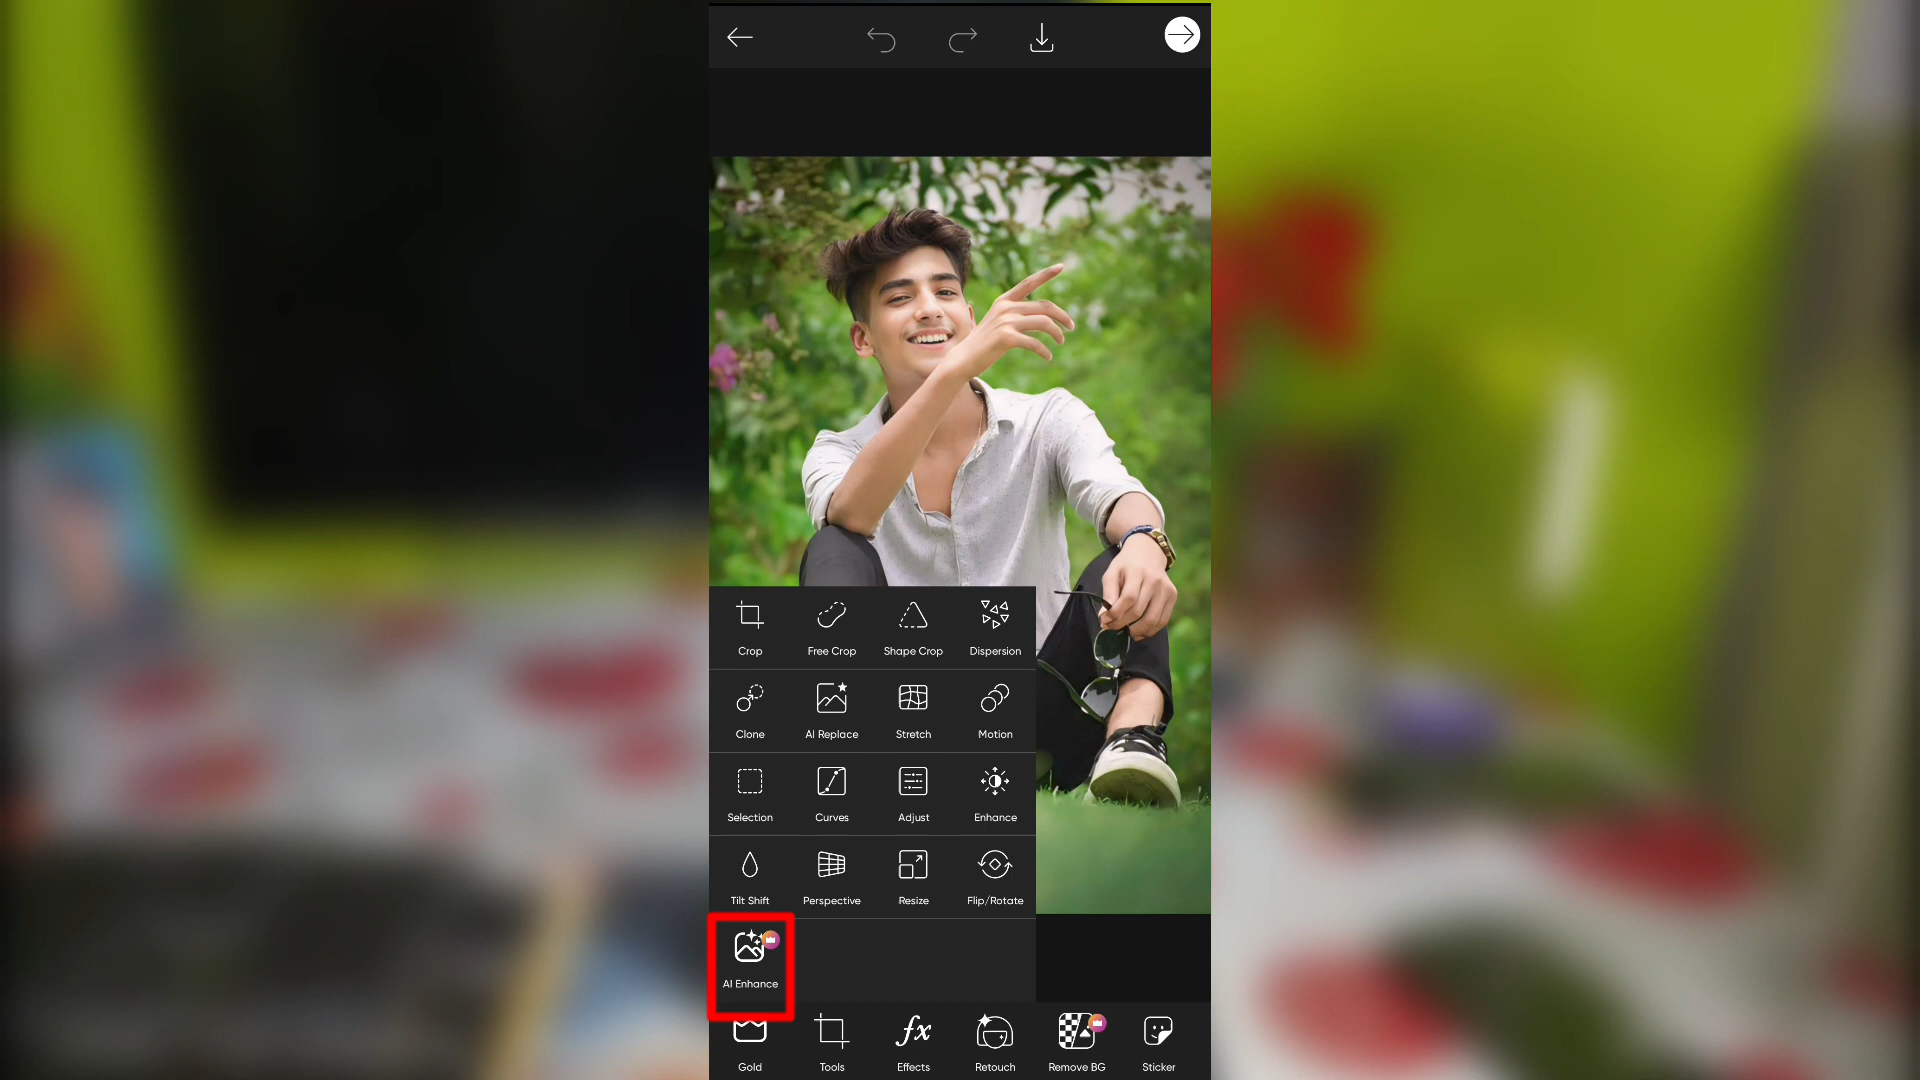 Crop Free Crop Shape Crop Dispersion
Clone AI Replace Stretch Motion
Selection Curves Adjust Enhance
Tilt Shift Perspective Resize Flip/Rotate
AI Enhance
Gold Tools fx Effects Retouch Remove BG Sticker